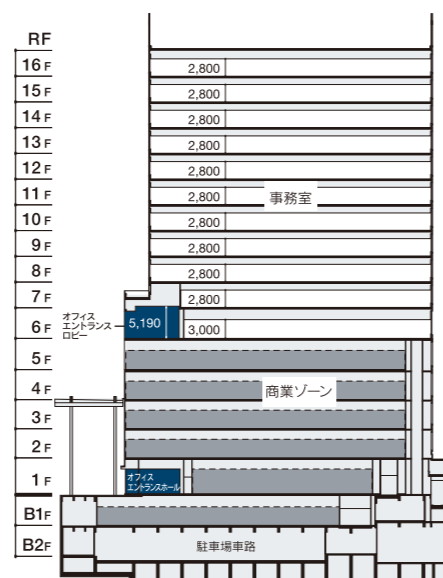 RF
16F
2,800
15F
2,800
14F
2,800
13F
2,800
12F
2,800
11F
2,800
事務室
10F
2,800
9F
2,800
8F
2,800
7F
2,800
オフィス
エントランス
ロビー
5,190
6F
3,000
5F
4F
商業ゾーン
3F
2F
1F
オフィス
エントランスホール
B1F
B2F
駐車場車路